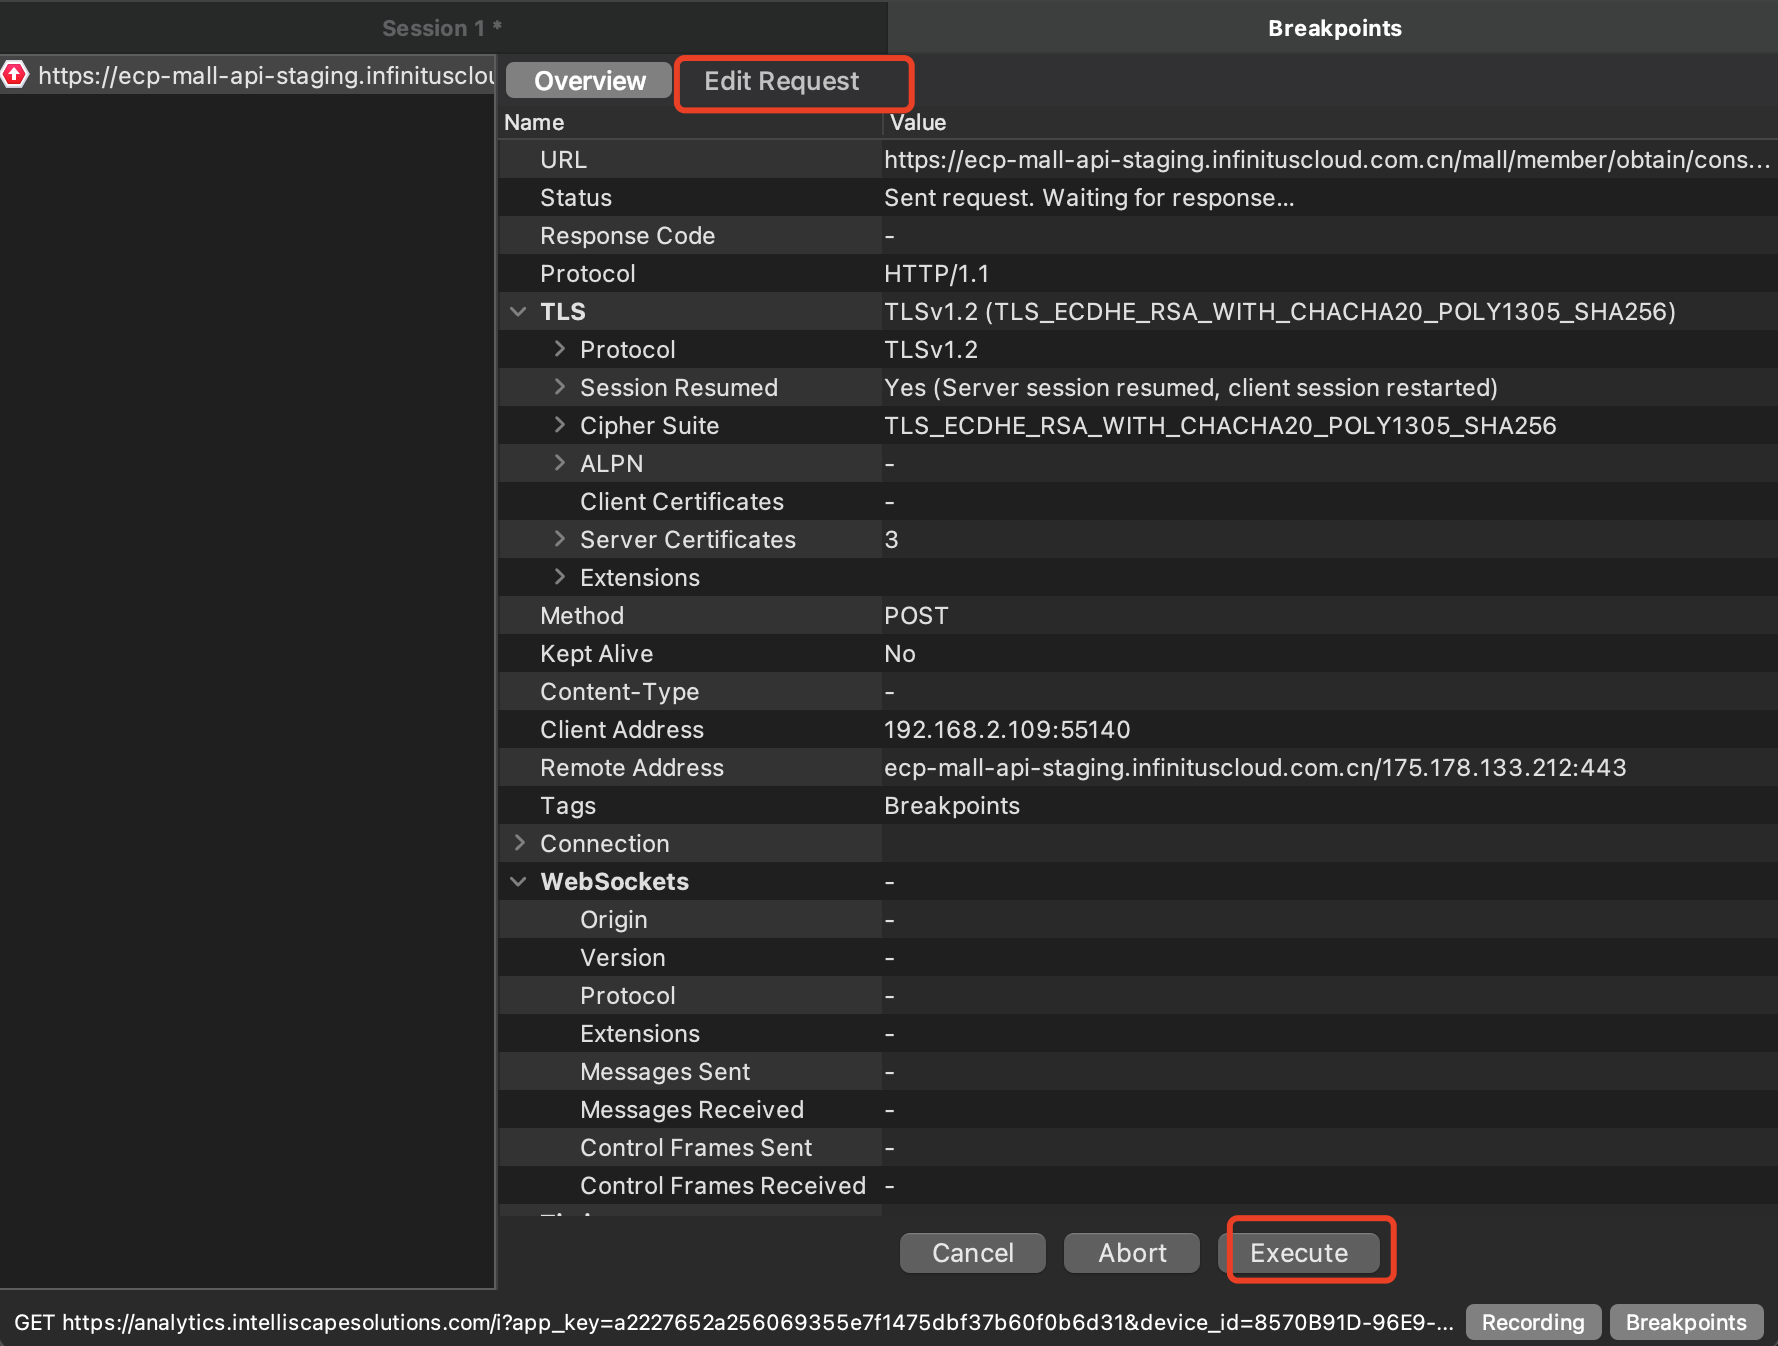 Session 1 *
Breakpoints
https://ecp-mall-api-staging.infinitusclou
Overview
Edit Request
Name Value
URL https://ecp-mall-api-staging.infinituscloud.com.cn/mall/member/obtain/cons...
Status Sent request. Waiting for response...
Response Code -
Protocol HTTP/1.1
TLS TLSv1.2 (TLS_ECDHE_RSA_WITH_CHACHA20_POLY1305_SHA256)
Protocol TLSv1.2
Session Resumed Yes (Server session resumed, client session restarted)
Cipher Suite TLS_ECDHE_RSA_WITH_CHACHA20_POLY1305_SHA256
ALPN -
Client Certificates -
Server Certificates 3
Extensions
Method POST
Kept Alive No
Content-Type -
Client Address 192.168.2.109:55140
Remote Address ecp-mall-api-staging.infinituscloud.com.cn/175.178.133.212:443
Tags Breakpoints
Connection
WebSockets -
Origin -
Version -
Protocol -
Extensions -
Messages Sent -
Messages Received -
Control Frames Sent -
Control Frames Received -
Cancel Abort Execute
GET https://analytics.intelliscapesolutions.com/i?app_key=a2227652a256069355e7f1475dbf37b60f0b6d31&device_id=8570B91D-96E9-... Recording Breakpoints